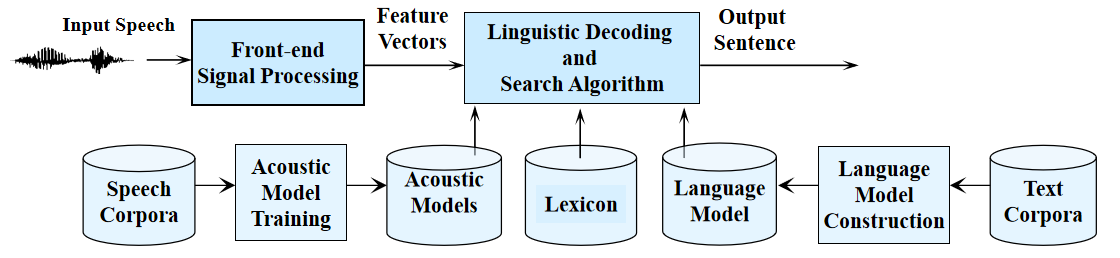 Input Speech
Front-end
Signal Processing
Feature
Vectors
Linguistic Decoding
and
Search Algorithm
Output
Sentence
Speech
Corpora
Acoustic
Model
Training
Acoustic
Models
Lexicon
Language
Model
Language
Model
Construction
Text
Corpora